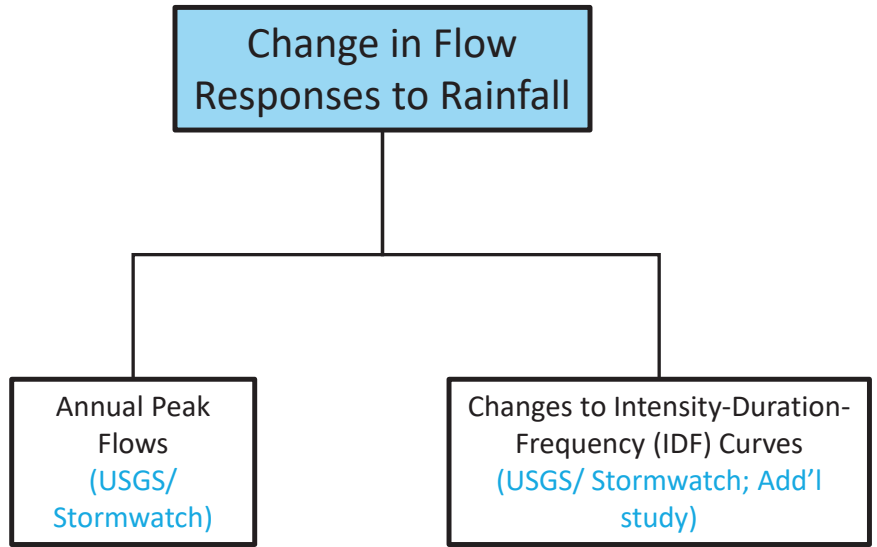 Change in Flow
Responses to Rainfall
Annual Peak
Flows
(USGS/
Stormwatch)
Changes to Intensity-Duration-
Frequency (IDF) Curves
(USGS/ Stormwatch; Add’l
study)